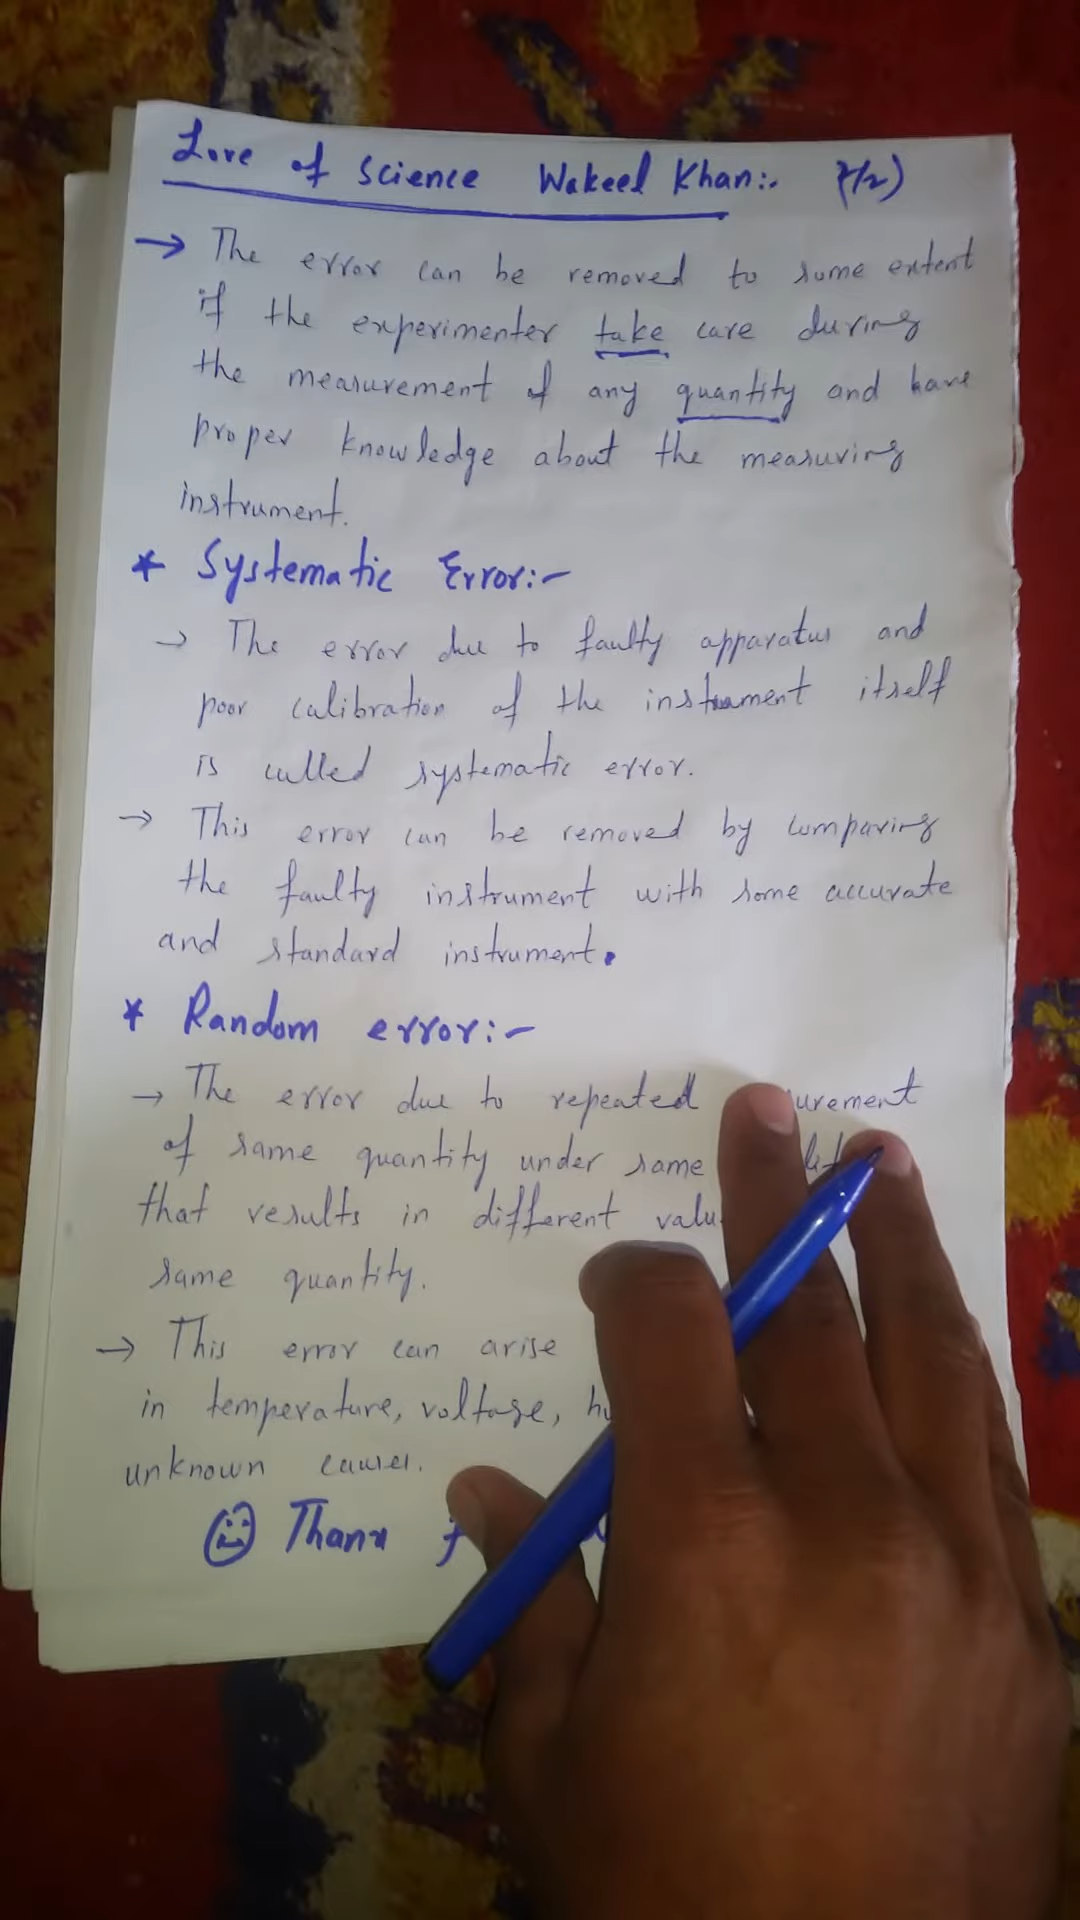 Love of Science Wakeel Khan:.
→ The error can be removed to some extent
if the experimenter take care during
the measurement of any quantity and have
proper knowledge about the measuring
instrument.
* Systematic Error:-
→ The error due to faulty apparatus and
poor calibration of the instrument itself
is called systematic error.
→ This error can be removed by comparing
the faulty instrument with some accurate
and standard instrument.
* Random error:-
→ The error due to repeated urement
of same quantity under same
that results in different valu
same quantity.
→ This error can arise
in temperature, voltage, hu
unknown causes.
Thanx f